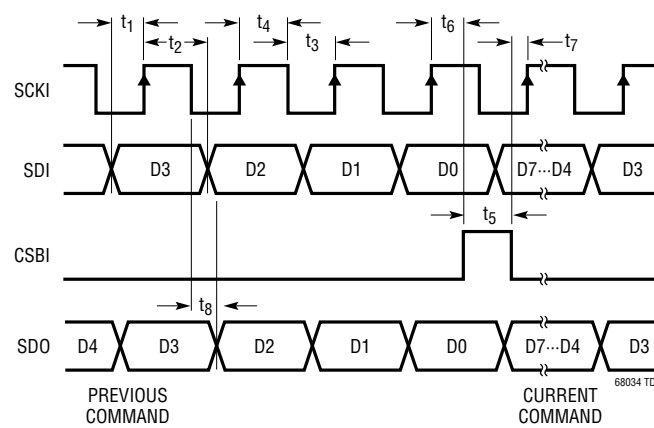 t1 t2 t4 t3 t6 t7
SCKI
SDI D3 D2 D1 D0 D7···D4 D3
t5
CSBI
t8
SDO D4 D3 D2 D1 D0 D7···D4 D3
68034 TD
PREVIOUS
COMMAND
CURRENT
COMMAND